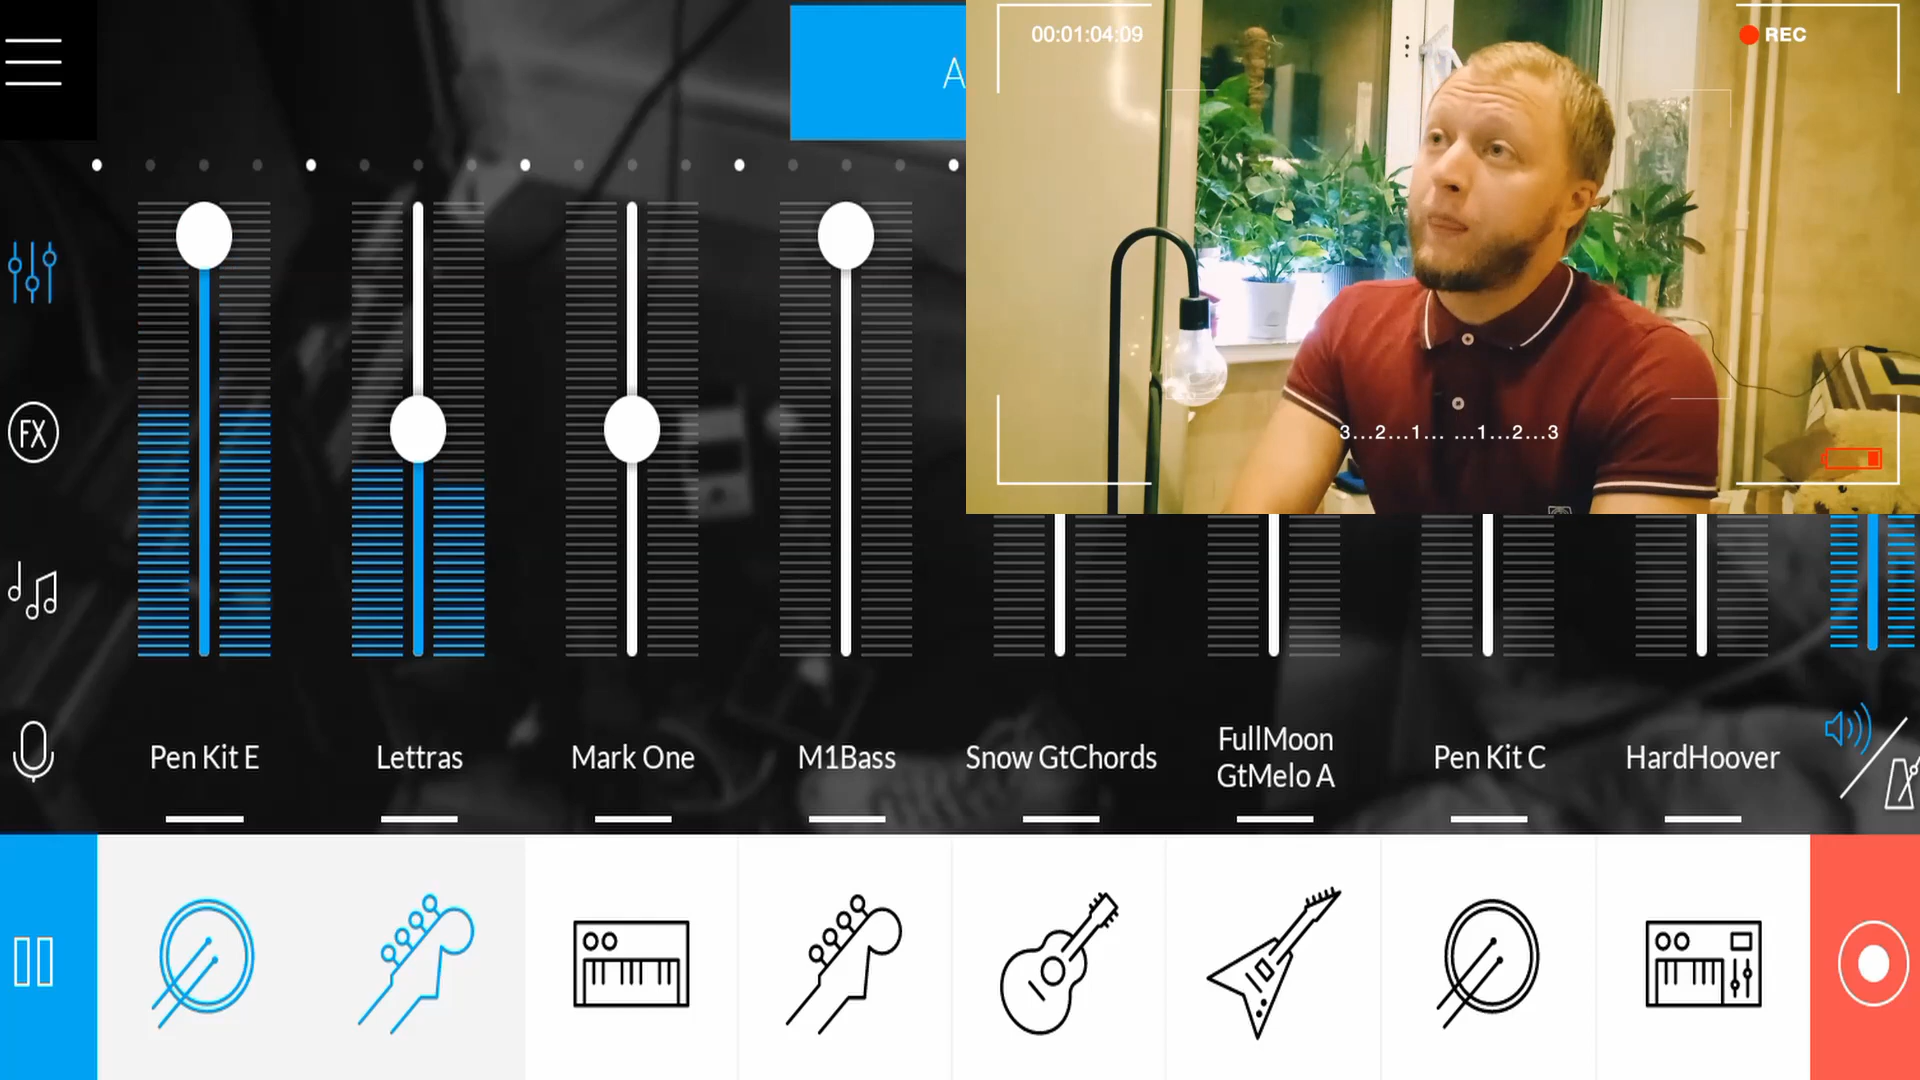 A
00:01:04:09
REC
3...2...1... ...1...2...3
FX
Pen Kit E
Lettras
Mark One
M1Bass
Snow GtChords
FullMoon
GtMelo A
Pen Kit C
HardHoover